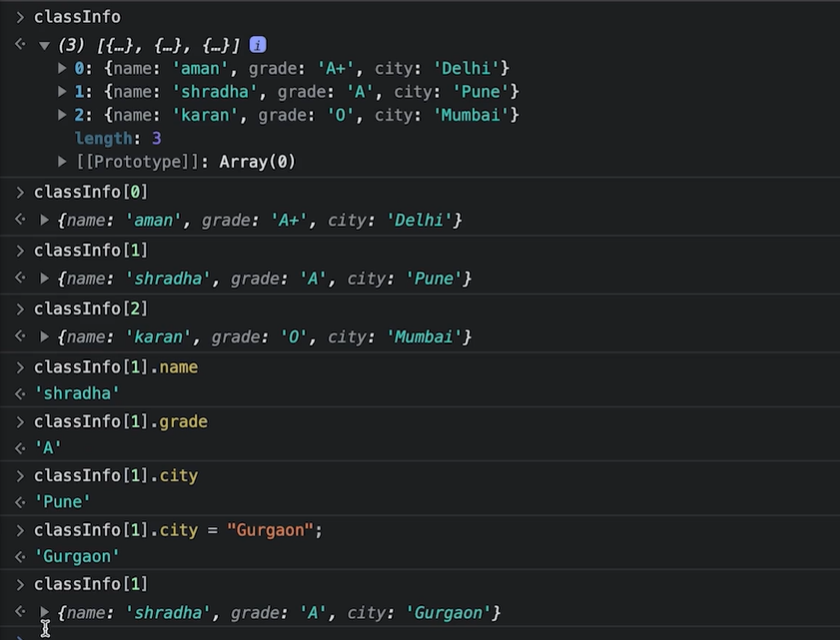 classInfo
(3) [{…}, {…}, {…}] i
0: {name: 'aman', grade: 'A+', city: 'Delhi'}
1: {name: 'shradha', grade: 'A', city: 'Pune'}
2: {name: 'karan', grade: 'O', city: 'Mumbai'}
length: 3
[[Prototype]]: Array(0)
classInfo[0]
{name: 'aman', grade: 'A+', city: 'Delhi'}
classInfo[1]
{name: 'shradha', grade: 'A', city: 'Pune'}
classInfo[2]
{name: 'karan', grade: 'O', city: 'Mumbai'}
classInfo[1].name
'shradha'
classInfo[1].grade
'A'
classInfo[1].city
'Pune'
classInfo[1].city = "Gurgaon";
'Gurgaon'
classInfo[1]
{name: 'shradha', grade: 'A', city: 'Gurgaon'}